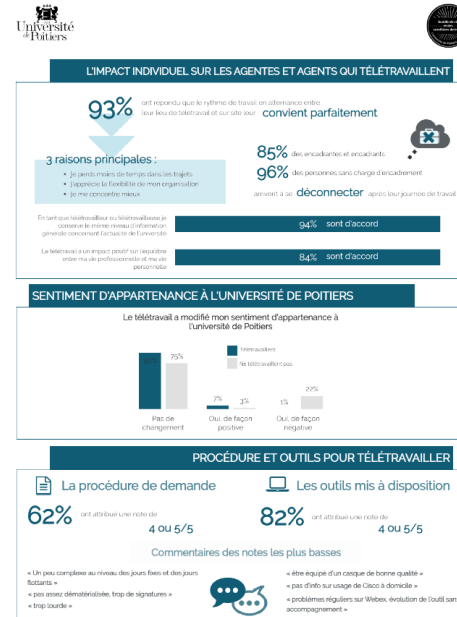 Université
de Poitiers
L'IMPACT INDIVIDUEL SUR LES AGENTES ET AGENTS QUI TÉLÉTRAVAILLENT
93% ont répondu que le rythme de travail en alternance entre
leur lieu de télétravail et sur site leur convient parfaitement
3 raisons principales :
• Je perds moins de temps dans les trajets
• J'apprécie la flexibilité de mon organisation
• Je me concentre mieux
85% des encadrantes et encadrants
96% des personnes sans charge d'encadrement
arrivent à se déconnecter après leur journée de travail
En tant que télétravailleur ou télétravailleuse je
conserve le même niveau d'information
générale concernant l'actualité de l'université
94% sont d'accord
Le télétravail a un impact positif sur l'équilibre
entre ma vie professionnelle et ma vie
personnelle
84% sont d'accord
SENTIMENT D'APPARTENANCE À L'UNIVERSITÉ DE POITIERS
Le télétravail a modifié mon sentiment d'appartenance à
l'université de Poitiers
Télétravaillent
Ne télétravaillent pas
75%
7%
3%
1%
22%
Pas de
changement
Oui, de façon
positive
Oui, de façon
négative
PROCÉDURE ET OUTILS POUR TÉLÉTRAVAILLER
La procédure de demande
62% ont attribué une note de
4 ou 5/5
Les outils mis à disposition
82% ont attribué une note de
4 ou 5/5
Commentaires des notes les plus basses
« Un peu complexe au niveau des jours fixes et des jours
flottants »
« pas assez dématérialisée, trop de signatures »
« trop lourde »
« être équipé d'un casque de bonne qualité »
« pas d'info sur usage de Cisco à domicile »
« problèmes réguliers sur Webex, évolution de l'outil sans
accompagnement »